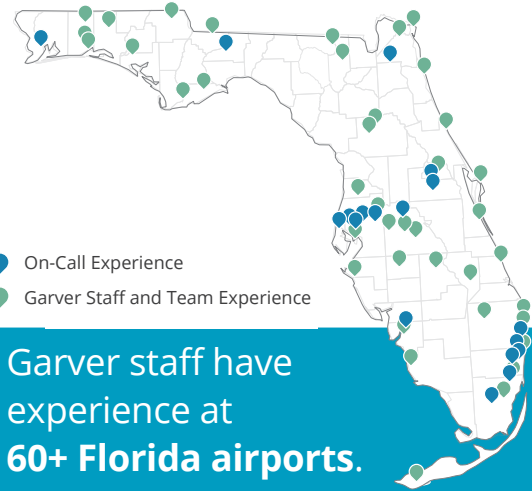 On-Call Experience
Garver Staff and Team Experience
Garver staff have
experience at
60+ Florida airports.